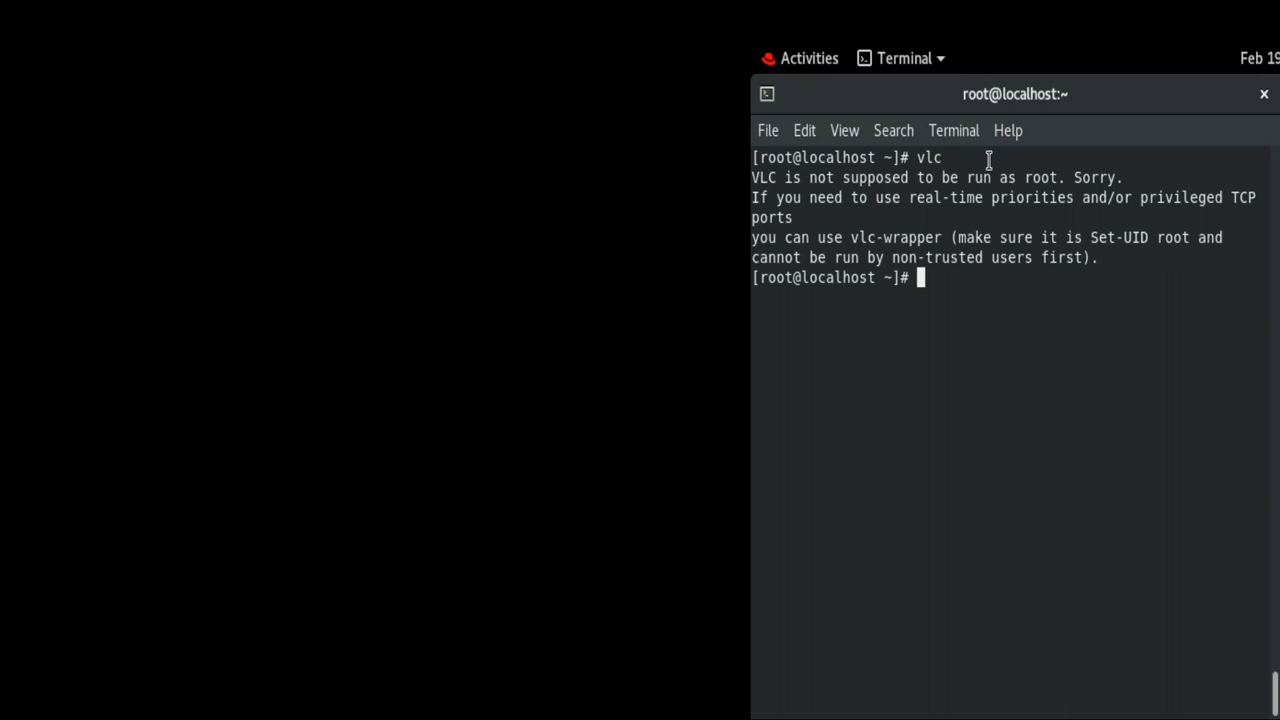 Activities Terminal Feb 19
root@localhost:~ ×
File Edit View Search Terminal Help
[root@localhost ~]# vlc
VLC is not supposed to be run as root. Sorry.
If you need to use real-time priorities and/or privileged TCP
ports
you can use vlc-wrapper (make sure it is Set-UID root and
cannot be run by non-trusted users first).
[root@localhost ~]#